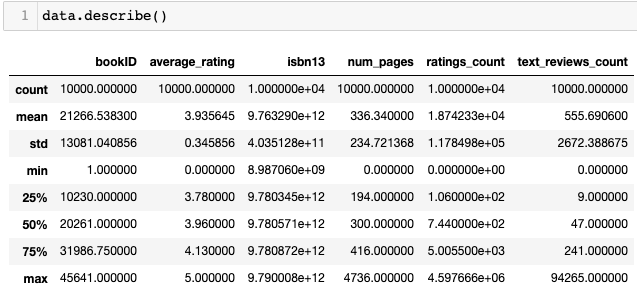 1 data.describe()
bookID average_rating isbn13 num_pages ratings_count text_reviews_count
count 10000.000000 10000.000000 1.000000e+04 10000.000000 1.000000e+04 10000.000000
mean 21266.538300 3.935645 9.763290e+12 336.340000 1.874233e+04 555.690600
std 13081.040856 0.345856 4.035128e+11 234.721368 1.178498e+05 2672.388675
min 1.000000 0.000000 8.987060e+09 0.000000 0.000000e+00 0.000000
25% 10230.000000 3.780000 9.780345e+12 194.000000 1.060000e+02 9.000000
50% 20261.000000 3.960000 9.780571e+12 300.000000 7.440000e+02 47.000000
75% 31986.750000 4.130000 9.780872e+12 416.000000 5.005500e+03 241.000000
max 45641.000000 5.000000 9.790008e+12 4736.000000 4.597666e+06 94265.000000